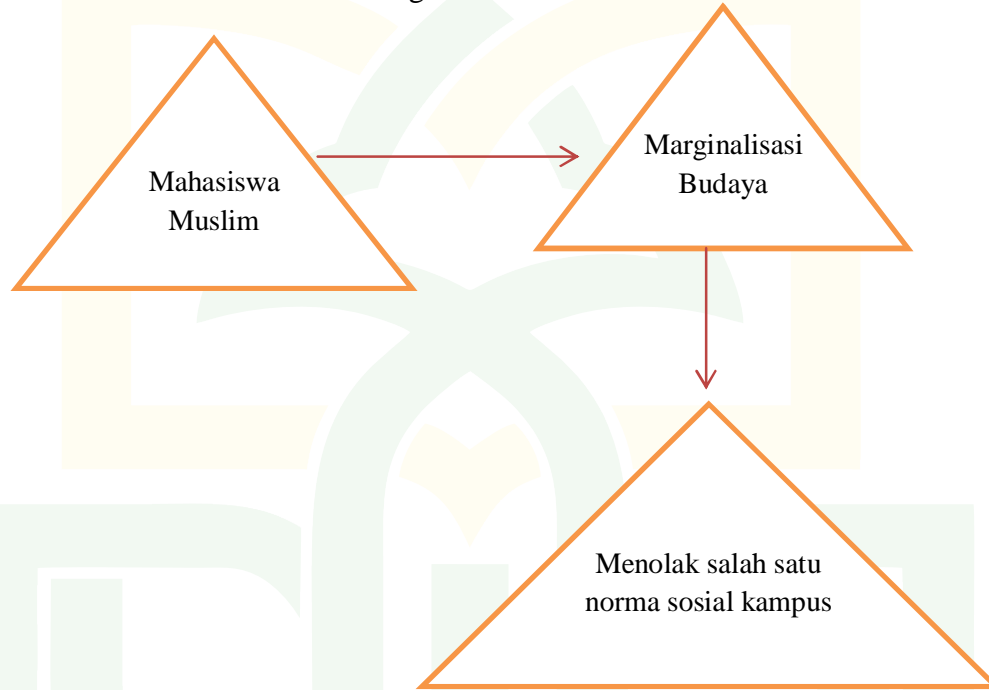 Mahasiswa
Muslim
Marginalisasi
Budaya
Menolak salah satu
norma sosial kampus